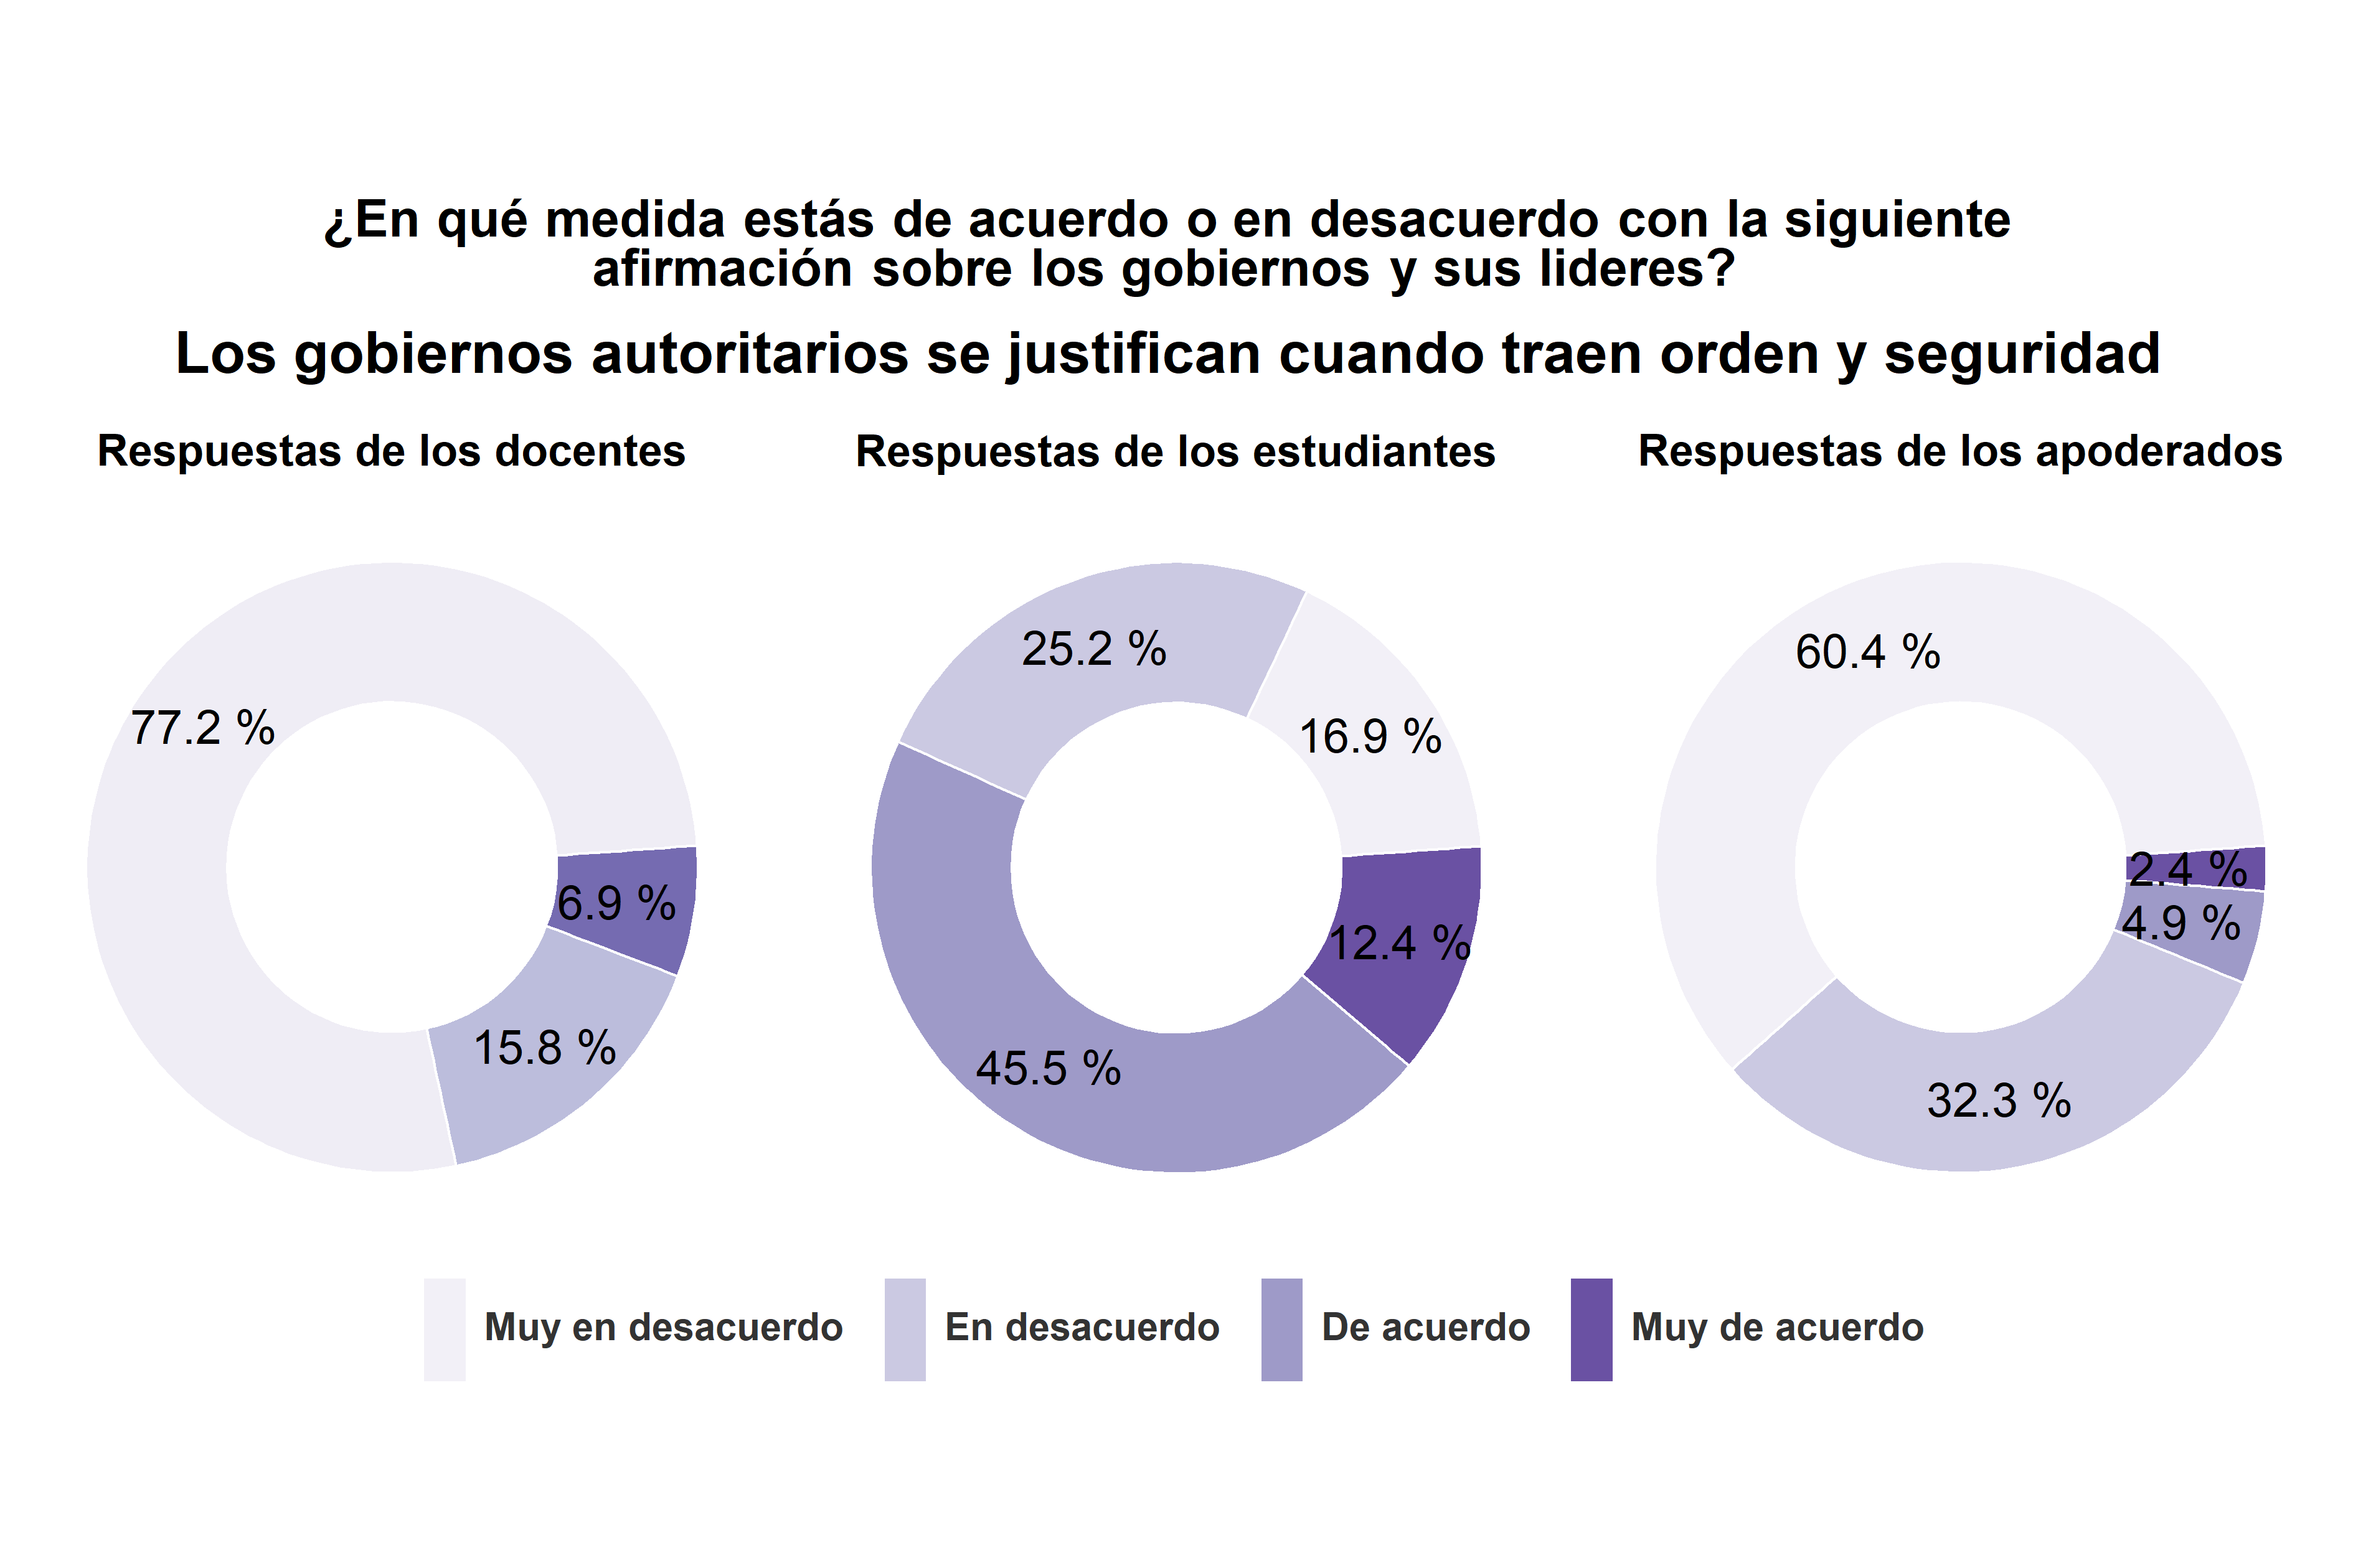 ¿En qué medida estás de acuerdo o en desacuerdo con la siguiente
afirmación sobre los gobiernos y sus lideres?
Los gobiernos autoritarios se justifican cuando traen orden y seguridad
Respuestas de los docentes
77.2 %
6.9 %
15.8 %
Respuestas de los estudiantes
25.2 %
16.9 %
12.4 %
45.5 %
Respuestas de los apoderados
60.4 %
2.4 %
4.9 %
32.3 %
Muy en desacuerdo
En desacuerdo
De acuerdo
Muy de acuerdo